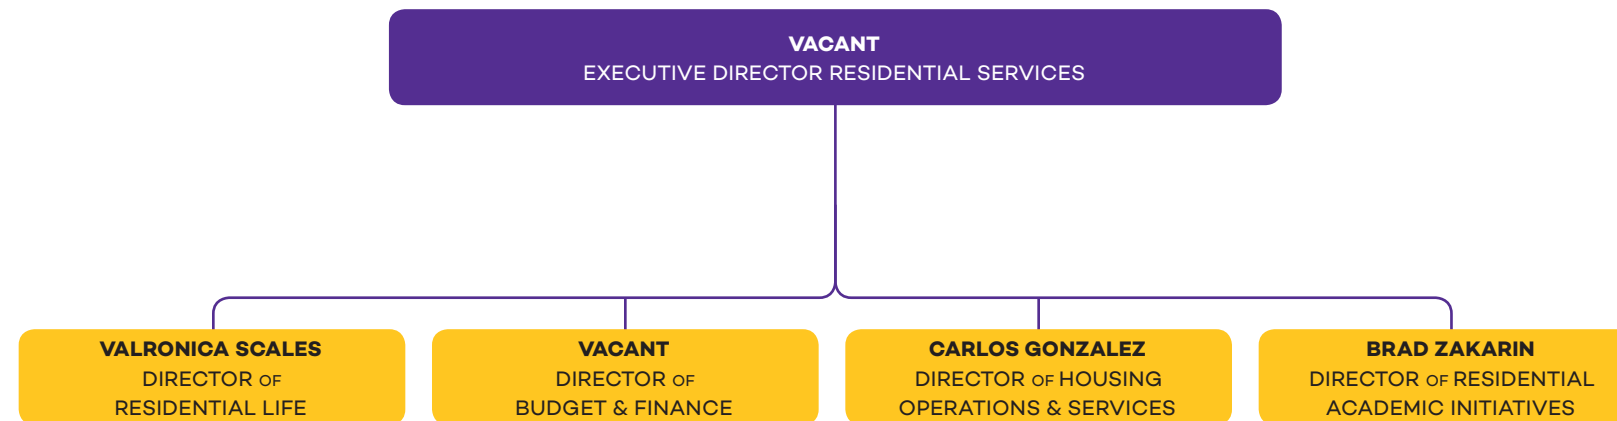 VACANT
EXECUTIVE DIRECTOR RESIDENTIAL SERVICES
VALRONICA SCALES
DIRECTOR OF
RESIDENTIAL LIFE
VACANT
DIRECTOR OF
BUDGET & FINANCE
CARLOS GONZALEZ
DIRECTOR OF HOUSING
OPERATIONS & SERVICES
BRAD ZAKARIN
DIRECTOR OF RESIDENTIAL
ACADEMIC INITIATIVES